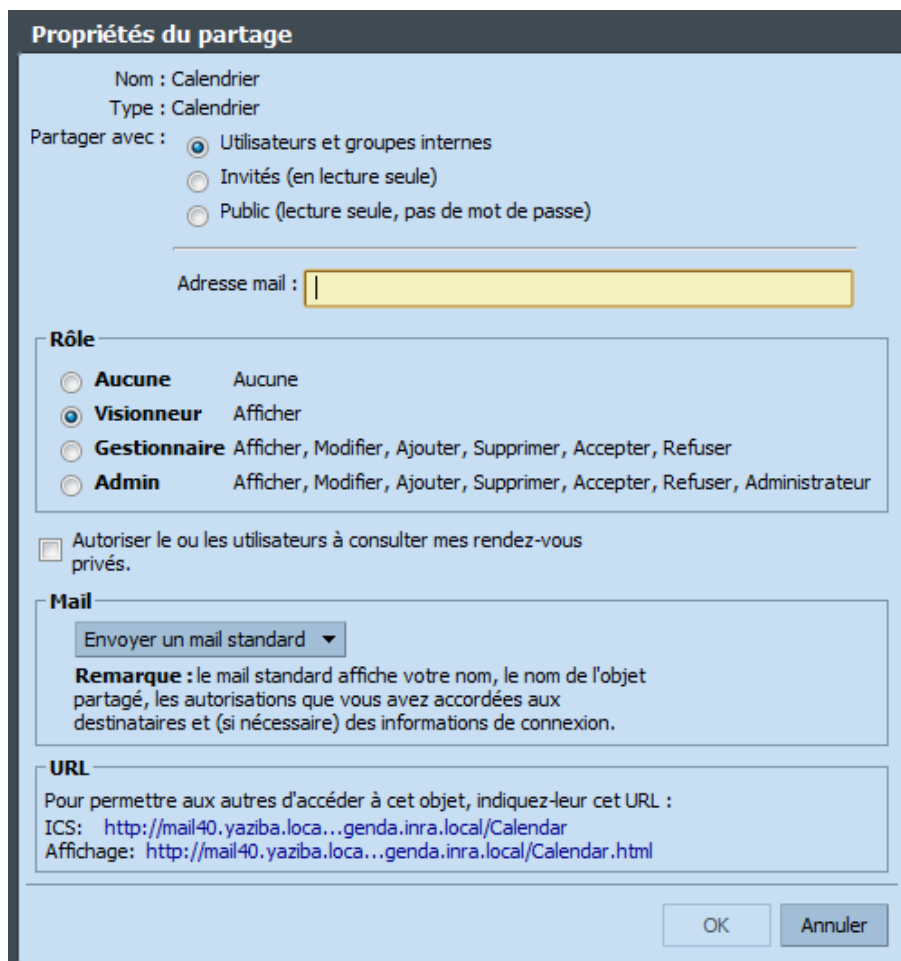 Propriétés du partage
Nom : Calendrier
Type : Calendrier
Partager avec : Utilisateurs et groupes internes
Invités (en lecture seule)
Public (lecture seule, pas de mot de passe)
Adresse mail :
Rôle
Aucune Aucune
Visionneur Afficher
Gestionnaire Afficher, Modifier, Ajouter, Supprimer, Accepter, Refuser
Admin Afficher, Modifier, Ajouter, Supprimer, Accepter, Refuser, Administrateur
Autoriser le ou les utilisateurs à consulter mes rendez-vous
privés.
Mail
Envoyer un mail standard
Remarque : le mail standard affiche votre nom, le nom de l'objet
partagé, les autorisations que vous avez accordées aux
destinataires et (si nécessaire) des informations de connexion.
URL
Pour permettre aux autres d'accéder à cet objet, indiquez-leur cet URL :
ICS: http://mail40.yaziba.loca...genda.inra.local/Calendar
Affichage: http://mail40.yaziba.loca...genda.inra.local/Calendar.html
OK Annuler